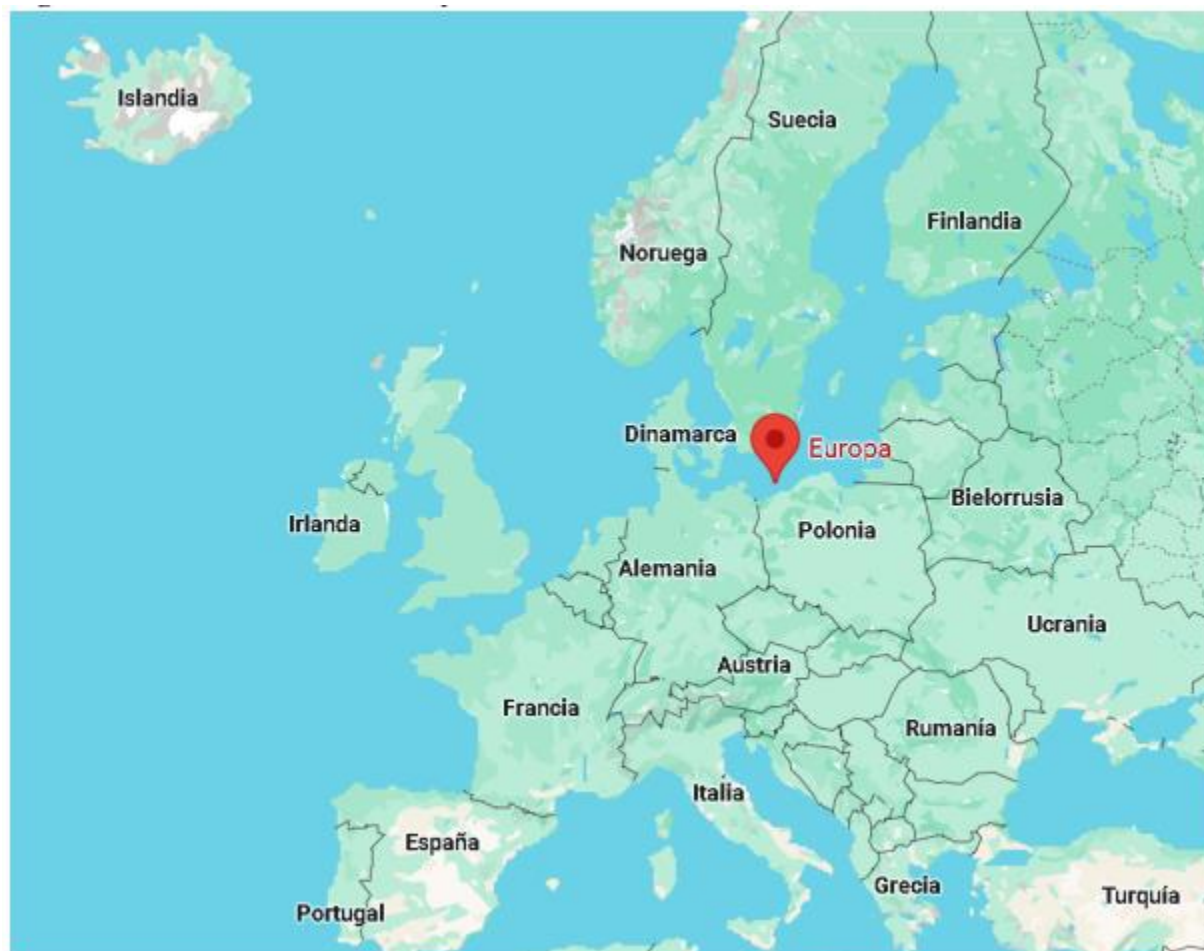 Islandia
Suecia
Finlandia
Noruega
Dinamarca
Europa
Bielorrusia
Irlanda
Polonia
Alemania
Ucrania
Austria
Francia
Rumanía
Italia
España
Grecia
Turquía
Portugal